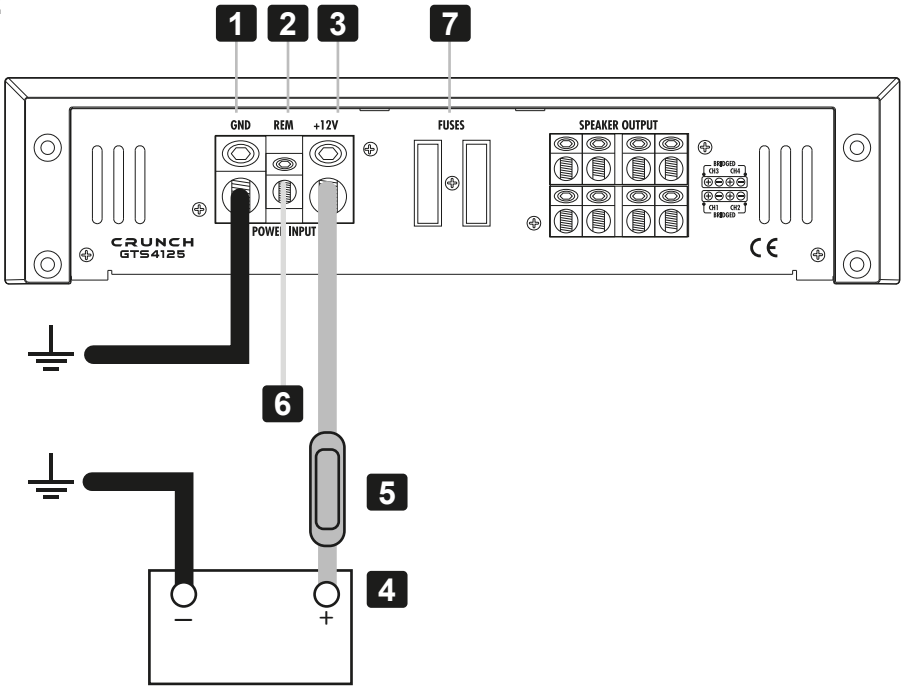 1 2 3 7
GND REM +12V FUSES SPEAKER OUTPUT
BRIDGED
CH3 CH4
CH1 CH2
BRIDGED
POWER INPUT
CRUNCH
GTS4125
CE
6
5
4
− +